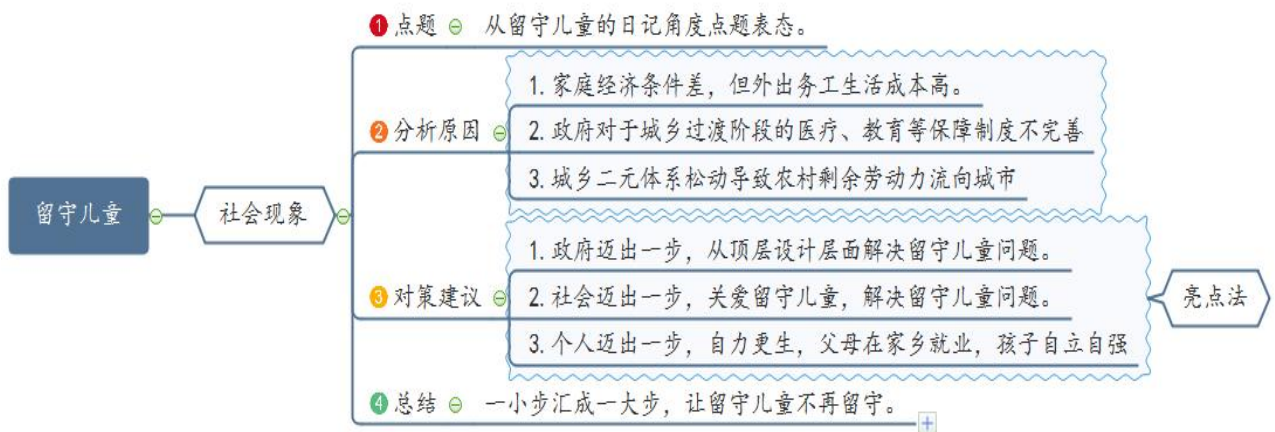 留守儿童
社会现象
1 点题 从留守儿童的日记角度点题表态。
2 分析原因
1. 家庭经济条件差，但外出务工生活成本高。
2. 政府对于城乡过渡阶段的医疗、教育等保障制度不完善
3. 城乡二元体系松动导致农村剩余劳动力流向城市
3 对策建议
1. 政府迈出一步，从顶层设计层面解决留守儿童问题。
2. 社会迈出一步，关爱留守儿童，解决留守儿童问题。
3. 个人迈出一步，自力更生，父母在家乡就业，孩子自立自强
亮点法
4 总结 一小步汇成一大步，让留守儿童不再留守。